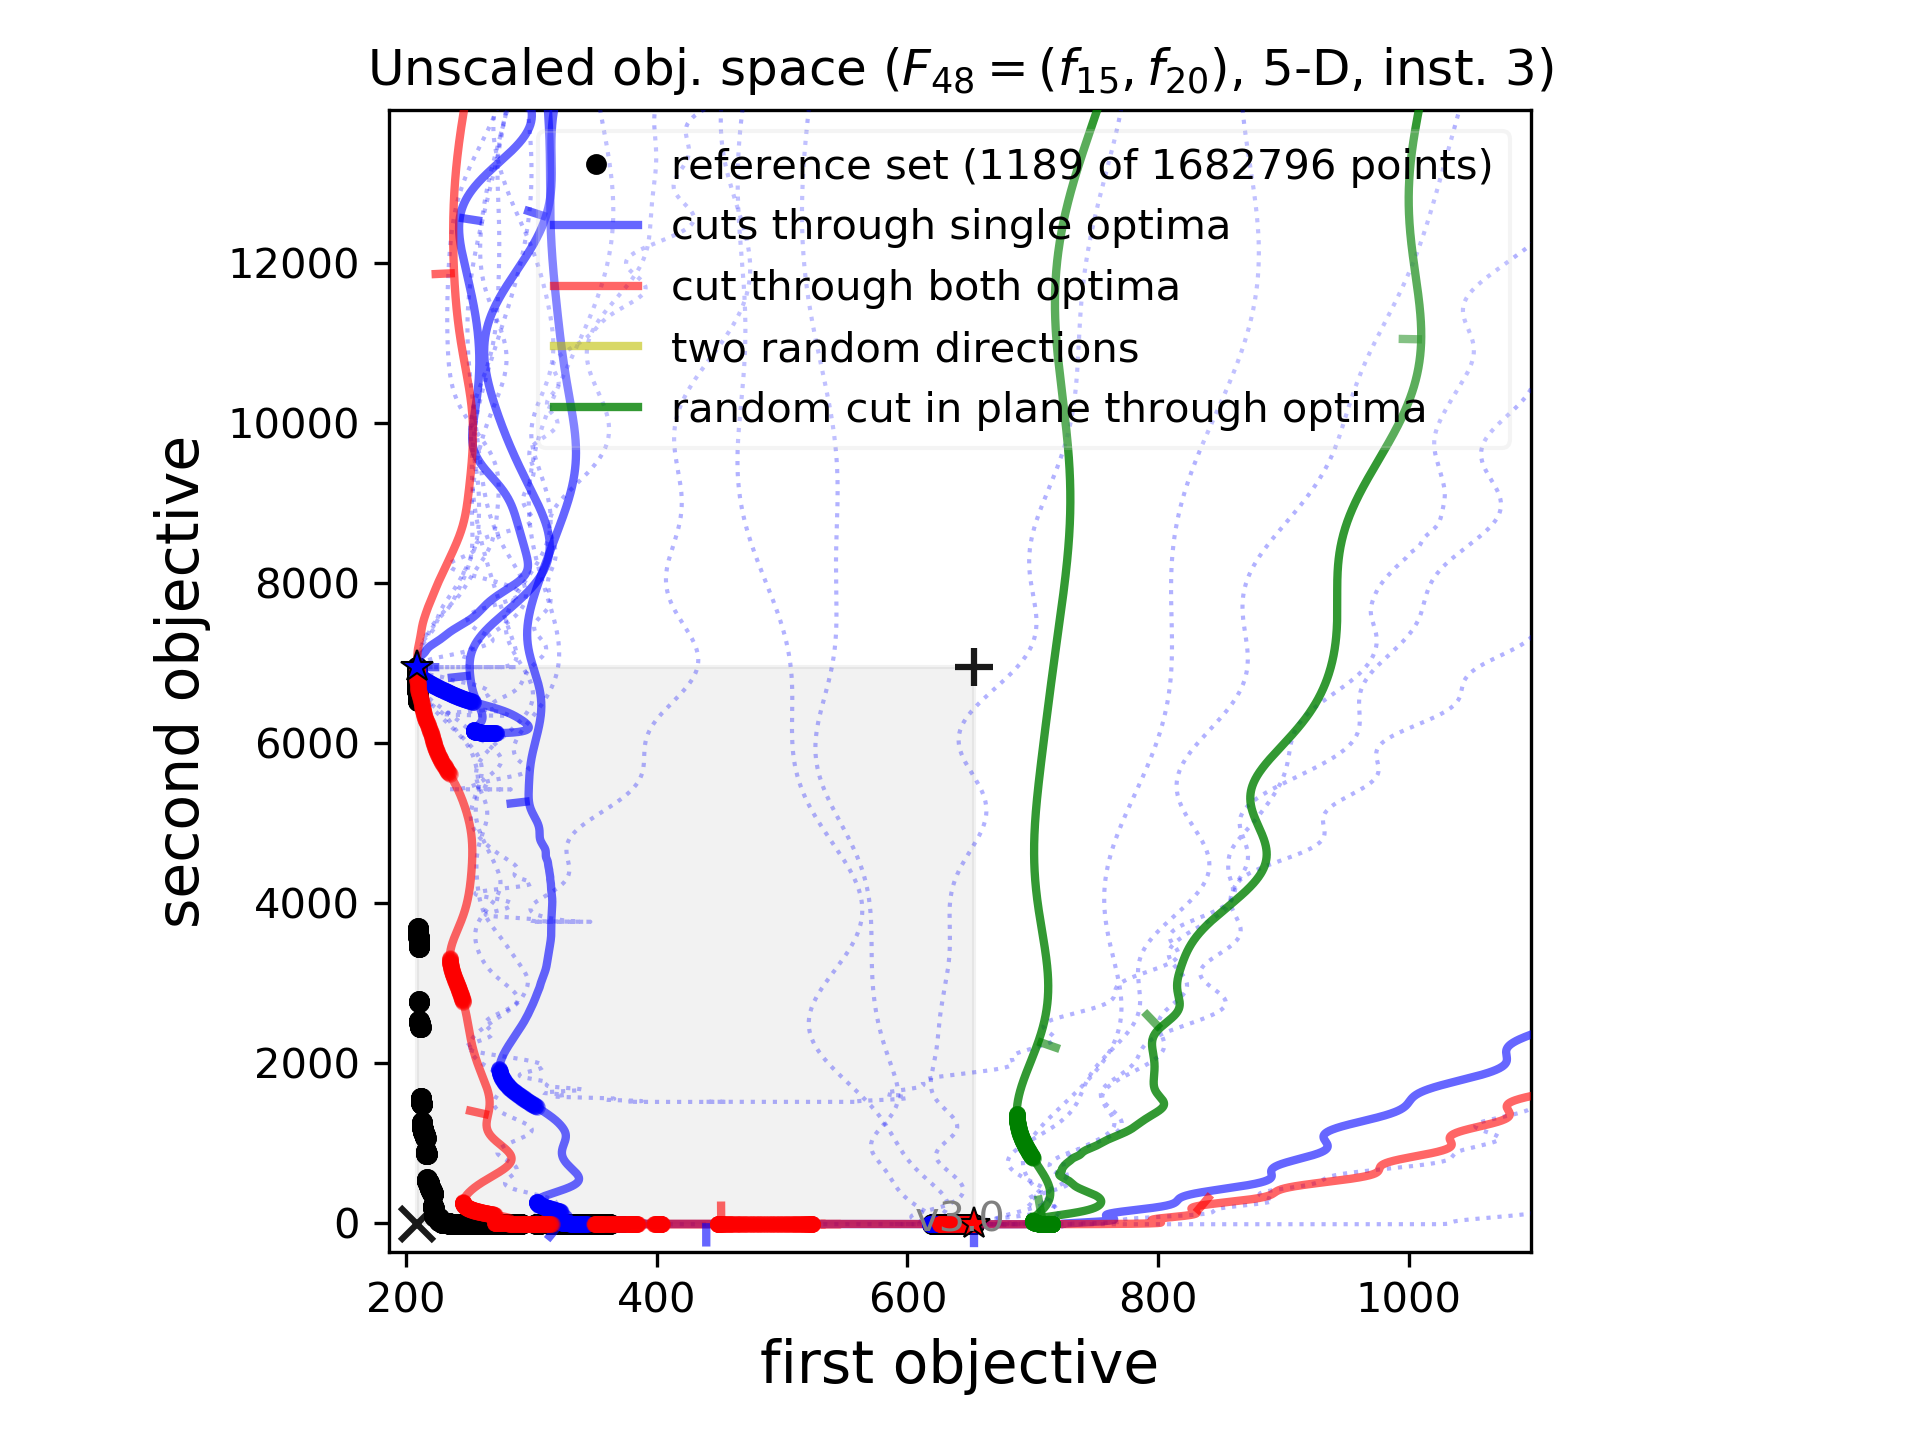 Unscaled obj. space (F₄₈ = (f₁₅, f₂₀), 5-D, inst. 3)
reference set (1189 of 1682796 points)
cuts through single optima
cut through both optima
two random directions
random cut in plane through optima
second objective
12000
10000
8000
6000
4000
2000
0
v3.0
200 400 600 800 1000
first objective